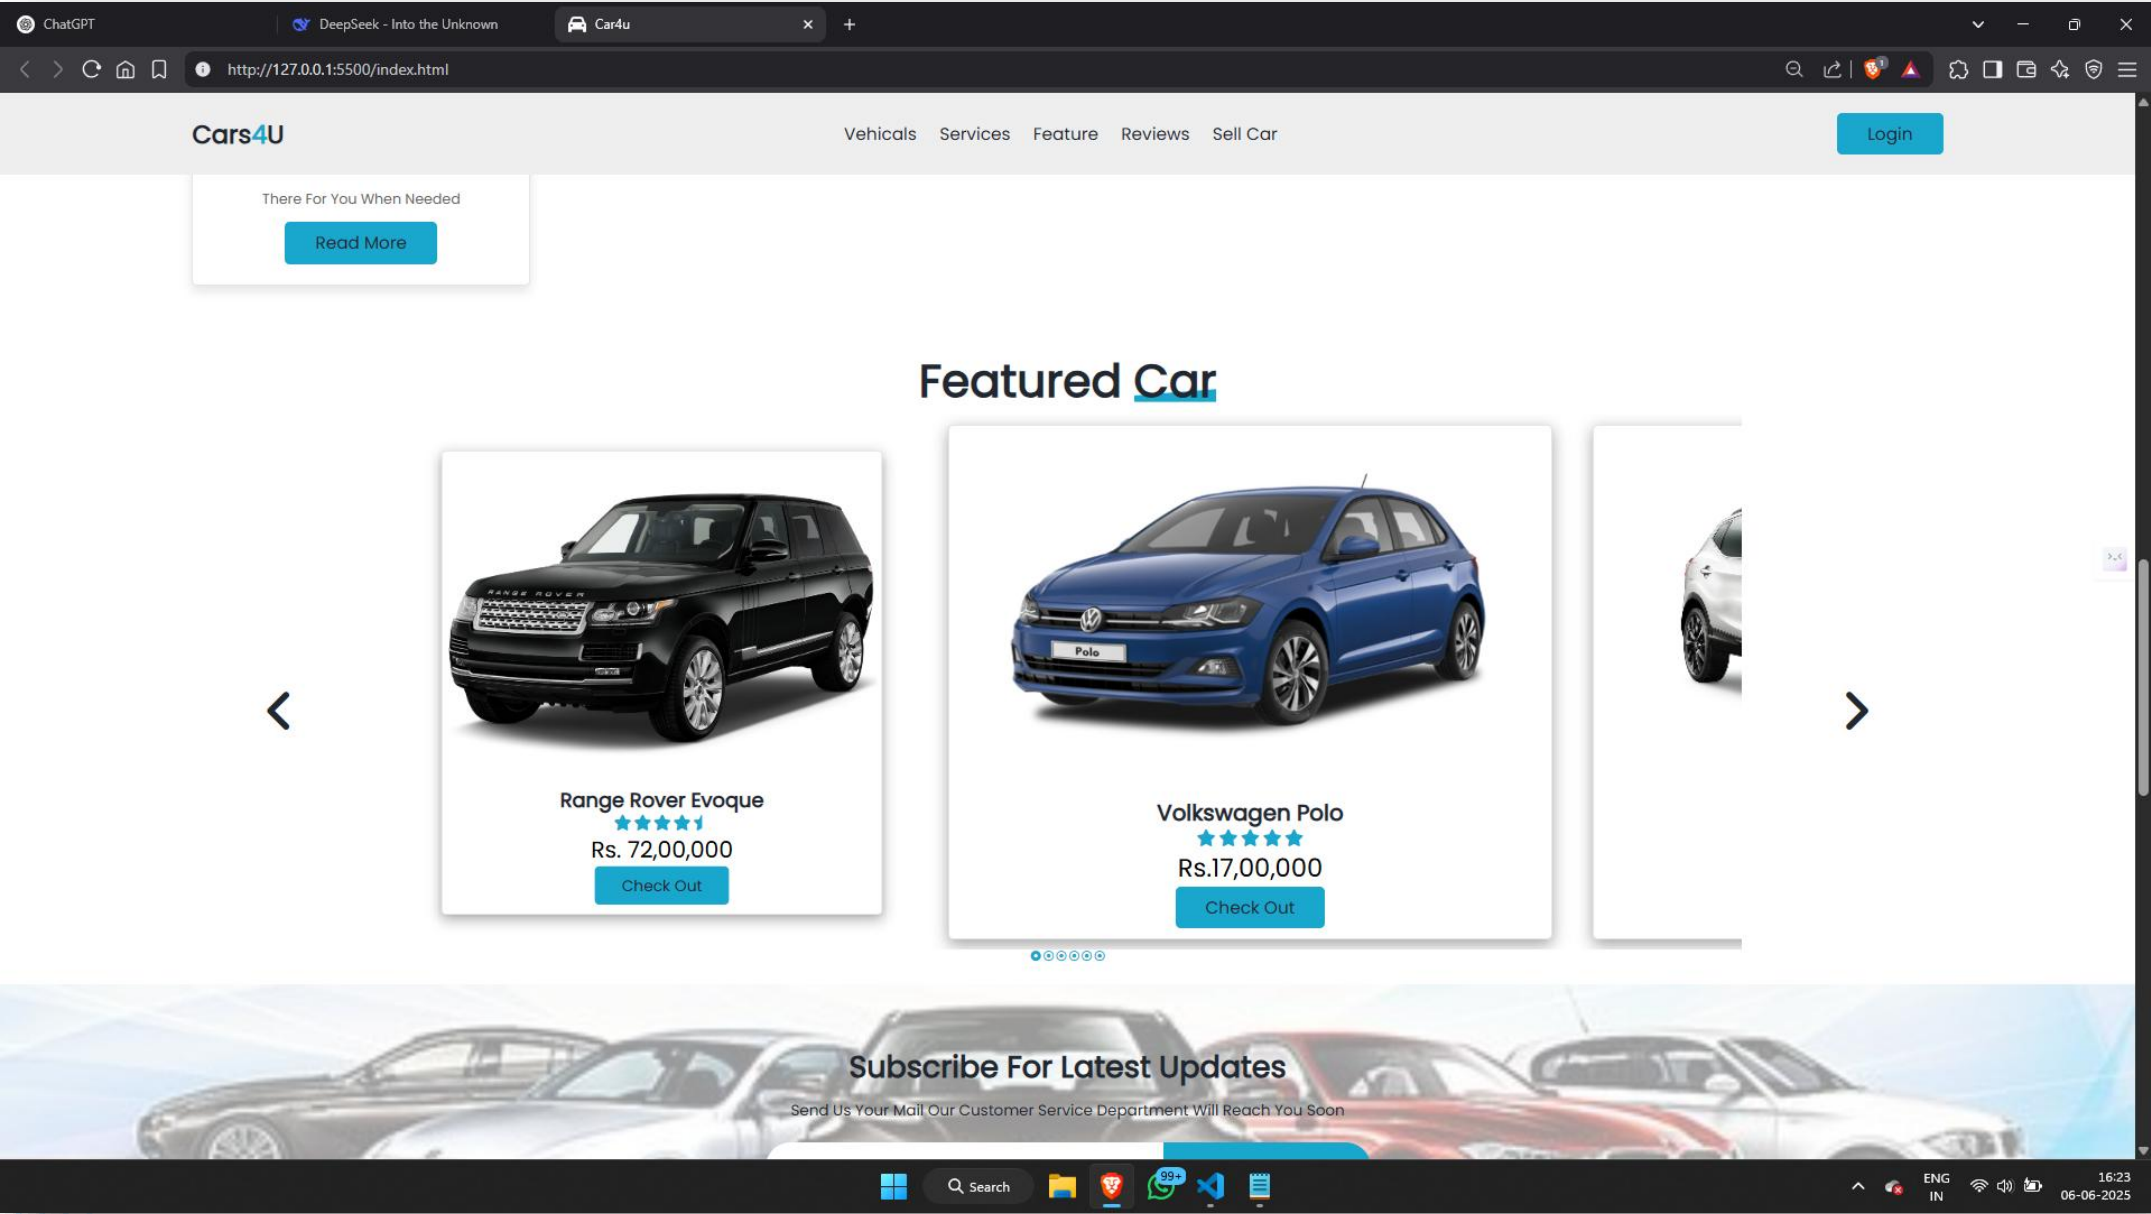 ChatGPT
DeepSeek - Into the Unknown
Car4u
http://127.0.0.1:5500/index.html
1
Cars4U
Vehicals
Services
Feature
Reviews
Sell Car
Login
There For You When Needed
Read More
Featured Car
RANGE ROVER
Polo
Range Rover Evoque
Rs. 72,00,000
Check Out
Volkswagen Polo
Rs.17,00,000
Check Out
Subscribe For Latest Updates
Send Us Your Mail Our Customer Service Department Will Reach You Soon
Search
99+
ENG
IN
16:23
06-06-2025